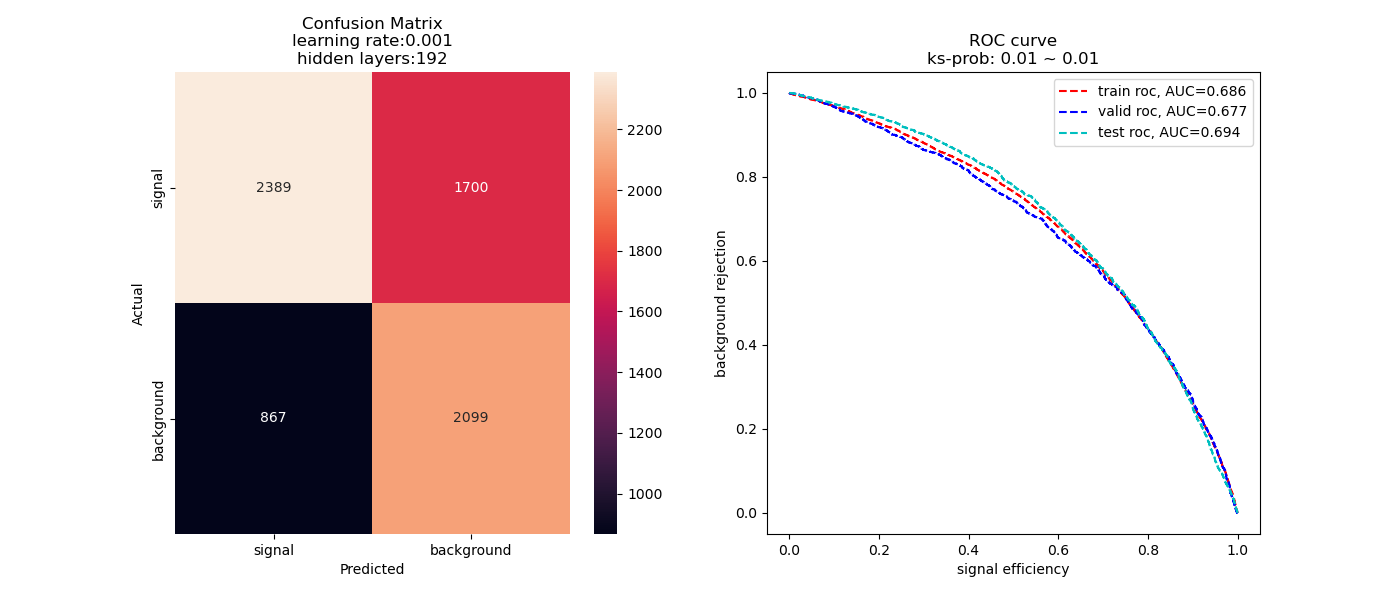 Confusion Matrix
learning rate:0.001
hidden layers:192
signal
background
Actual
2389
1700
867
2099
signal
background
Predicted
2200
2000
1800
1600
1400
1200
1000
ROC curve
ks-prob: 0.01 ~ 0.01
train roc, AUC=0.686
valid roc, AUC=0.677
test roc, AUC=0.694
background rejection
1.0
0.8
0.6
0.4
0.2
0.0
0.0
0.2
0.4
0.6
0.8
1.0
signal efficiency